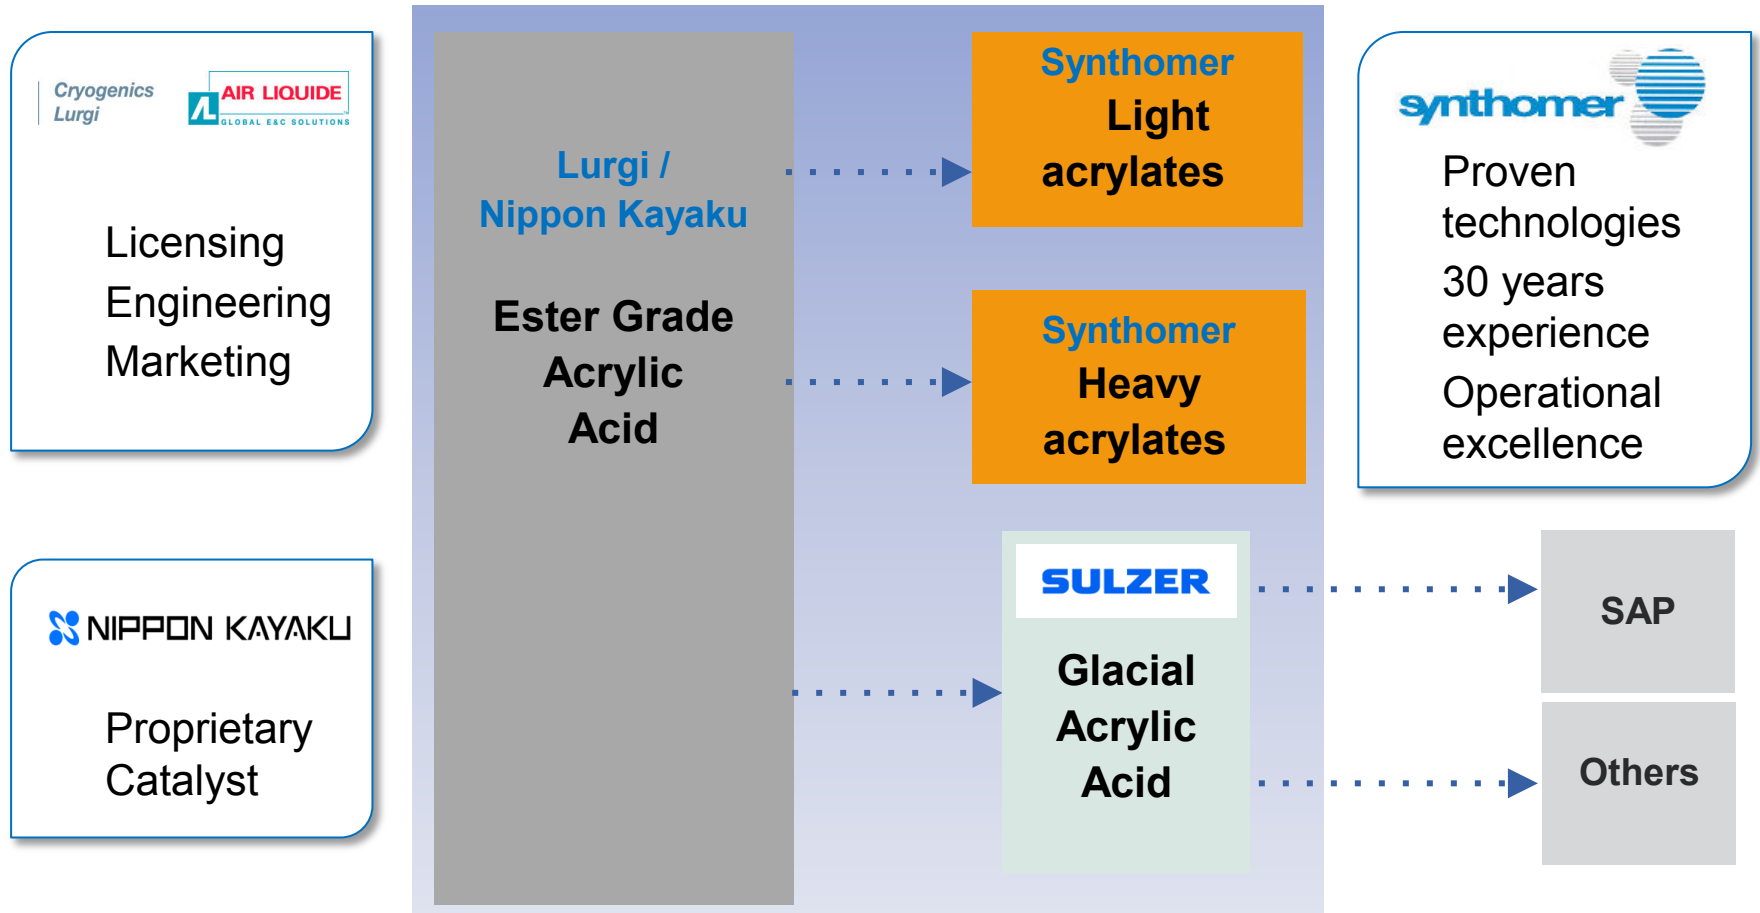 Cryogenics
Lurgi
AIR LIQUIDE
GLOBAL E&C SOLUTIONS
Licensing
Engineering
Marketing
NIPPON KAYAKU
Proprietary
Catalyst
Lurgi /
Nippon Kayaku
Ester Grade
Acrylic
Acid
Synthomer
Light
acrylates
Synthomer
Heavy
acrylates
SULZER
Glacial
Acrylic
Acid
synthomer
Proven
technologies
30 years
experience
Operational
excellence
SAP
Others